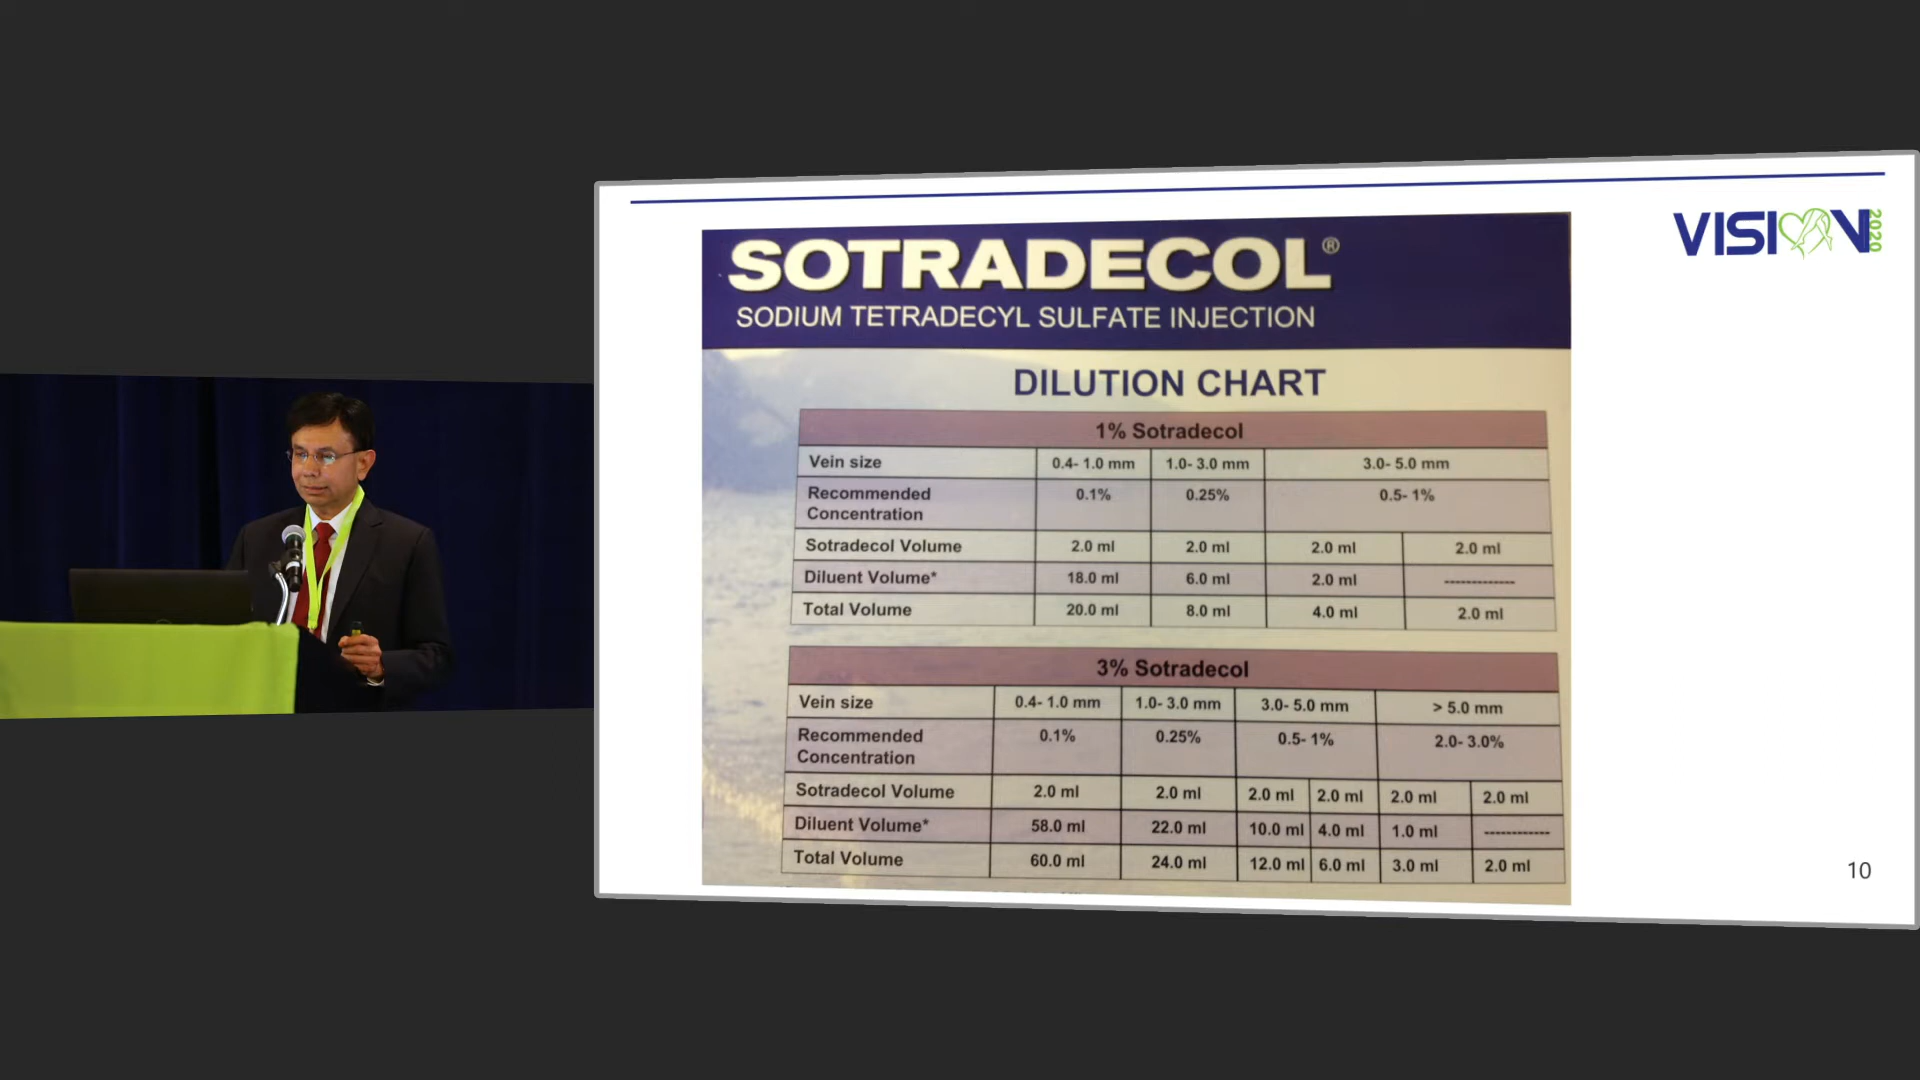 VISION 2020
SOTRADECOL®
SODIUM TETRADECYL SULFATE INJECTION
DILUTION CHART
1% Sotradecol
Vein size 0.4- 1.0 mm 1.0- 3.0 mm 3.0- 5.0 mm
Recommended Concentration 0.1% 0.25% 0.5- 1%
Sotradecol Volume 2.0 ml 2.0 ml 2.0 ml 2.0 ml
Diluent Volume* 18.0 ml 6.0 ml 2.0 ml -------------
Total Volume 20.0 ml 8.0 ml 4.0 ml 2.0 ml
3% Sotradecol
Vein size 0.4- 1.0 mm 1.0- 3.0 mm 3.0- 5.0 mm > 5.0 mm
Recommended Concentration 0.1% 0.25% 0.5- 1% 2.0- 3.0%
Sotradecol Volume 2.0 ml 2.0 ml 2.0 ml 2.0 ml 2.0 ml 2.0 ml
Diluent Volume* 58.0 ml 22.0 ml 10.0 ml 4.0 ml 1.0 ml ------------
Total Volume 60.0 ml 24.0 ml 12.0 ml 6.0 ml 3.0 ml 2.0 ml
10